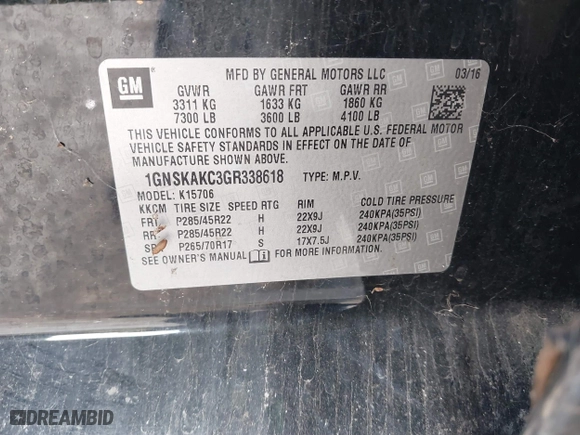 GM
MFD BY GENERAL MOTORS LLC 03/16
GVWR GAWR FRT GAWR RR
3311 KG 1633 KG 1860 KG
7300 LB 3600 LB 4100 LB
THIS VEHICLE CONFORMS TO ALL APPLICABLE U.S. FEDERAL MOTOR
VEHICLE SAFETY STANDARDS IN EFFECT ON THE DATE OF
MANUFACTURE SHOWN ABOVE.
1GNSKAKC3GR338618 TYPE: M.P.V.
MODEL: K15706
KKCM TIRE SIZE SPEED RTG RIM COLD TIRE PRESSURE
FRT P285/45R22 H 22X9J 240KPA(35PSI)
RR P285/45R22 H 22X9J 240KPA(35PSI)
SP P265/70R17 S 17X7.5J 240KPA(35PSI)
SEE OWNER'S MANUAL FOR MORE INFORMATION.
DREAMBID